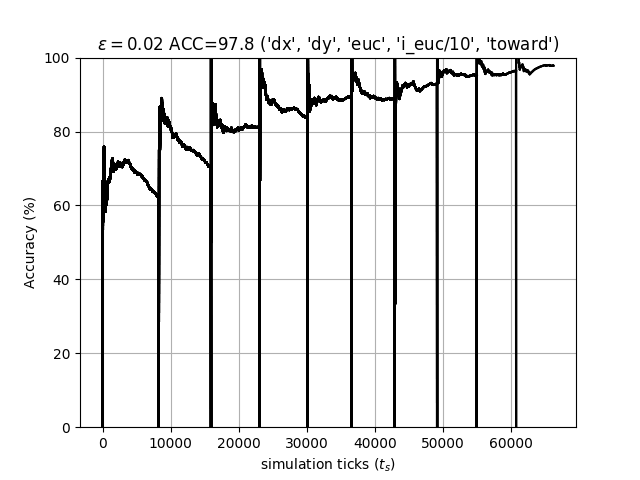 ε = 0.02 ACC=97.8 ('dx', 'dy', 'euc', 'i_euc/10', 'toward')
100
80
60
40
20
0
Accuracy (%)
0 10000 20000 30000 40000 50000 60000
simulation ticks (tₛ)